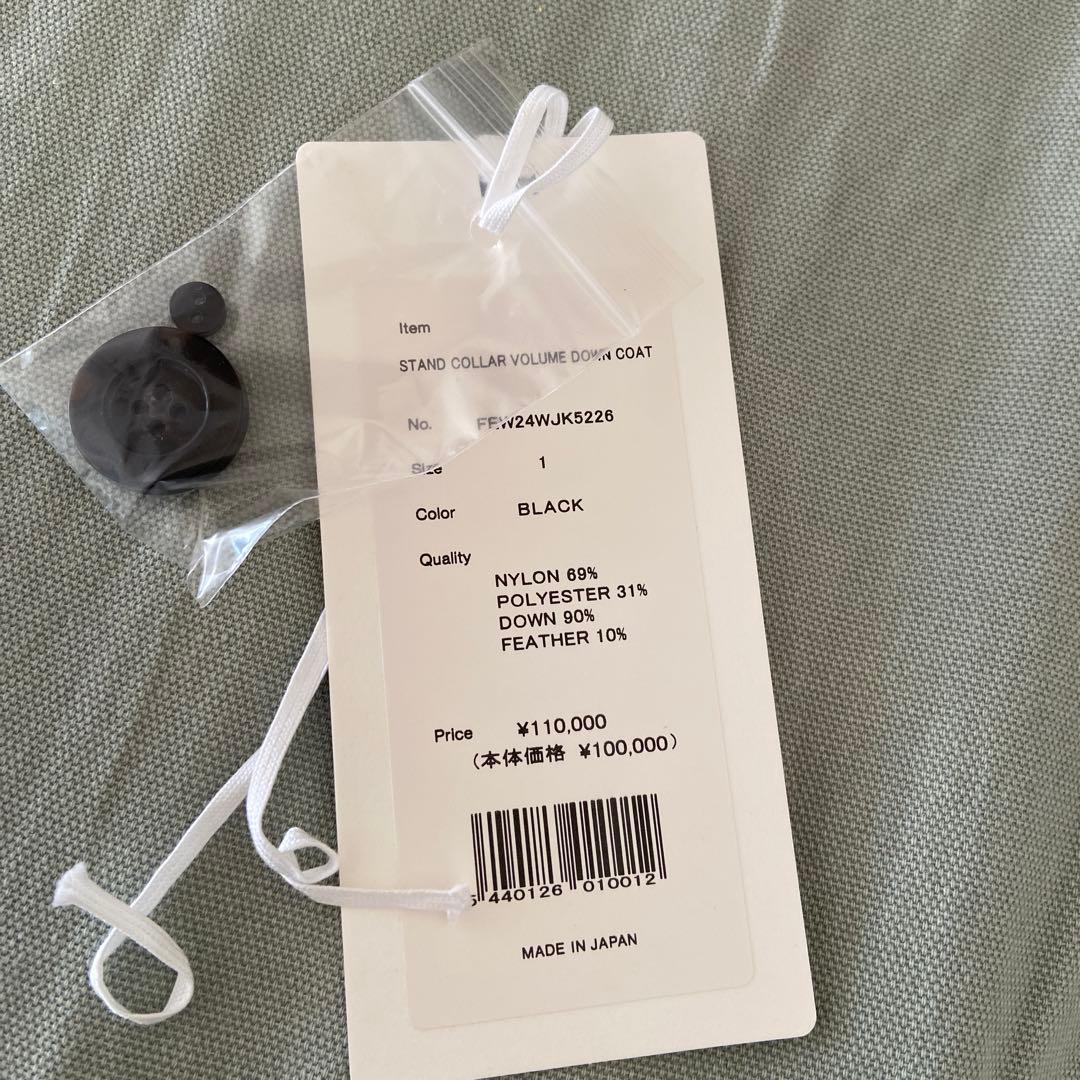 Item
STAND COLLAR VOLUME DOWN COAT
No. FEW24WJK5226
Size 1
Color BLACK
Quality
NYLON 69%
POLYESTER 31%
DOWN 90%
FEATHER 10%
Price ¥110,000
(本体価格 ¥100,000)
440126 010012
MADE IN JAPAN